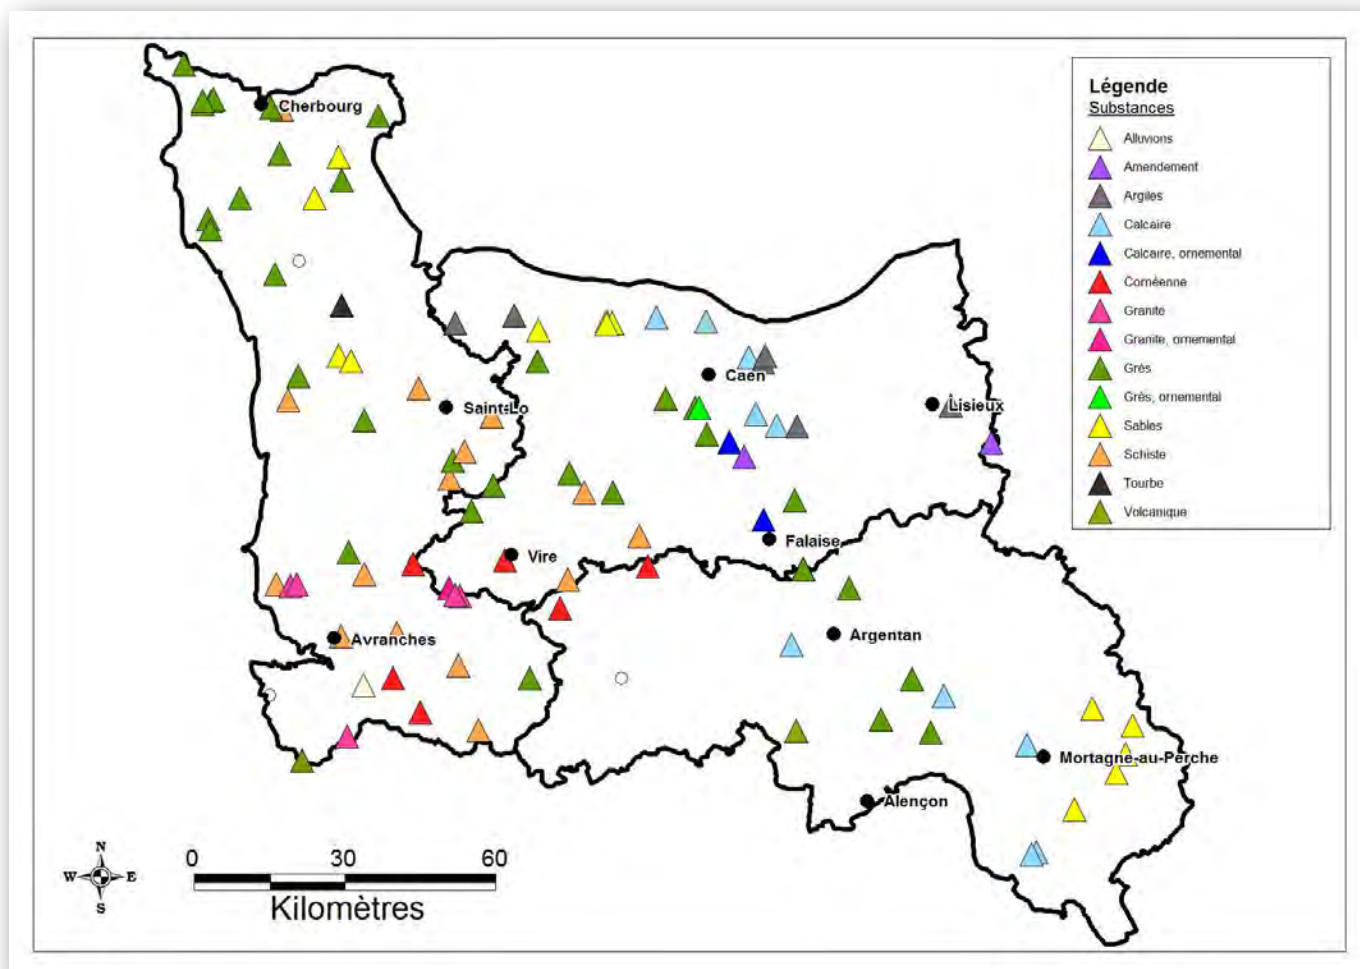 Cherbourg
Légende
Substances
Alluvions
Amendement
Argiles
Calcaire
Calcaire, ornemental
Cornéenne
Granite
Granite, ornemental
Grès
Grès, ornemental
Sables
Schiste
Tourbe
Volcanique
Caen
Saint-Lo
Lisieux
Vire
Falaise
Avranches
Argentan
Mortagne-au-Perche
Alençon
N
W E
S
0 30 60
Kilomètres